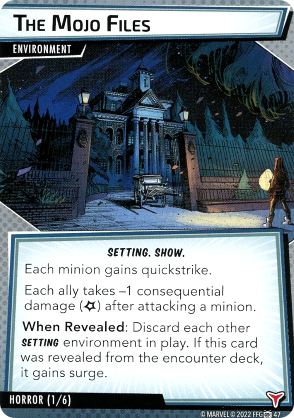 The Mojo Files
ENVIRONMENT
SETTING. SHOW.
Each minion gains quickstrike.
Each ally takes –1 consequential
damage () after attacking a minion.
When Revealed: Discard each other
SETTING environment in play. If this card
was revealed from the encounter deck,
it gains surge.
HORROR (1/6)
© MARVEL © 2022 FFG 47